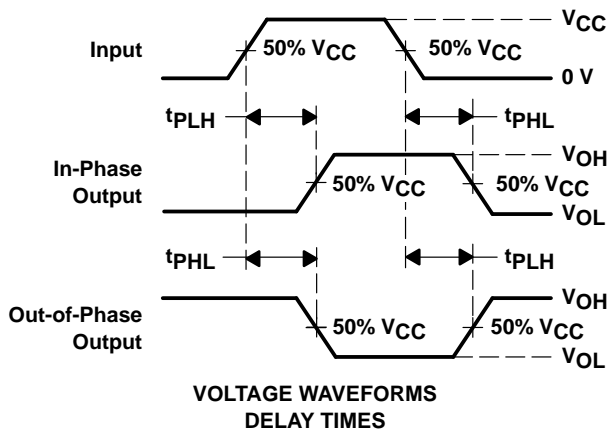 VCC
Input
50% VCC
50% VCC
0 V
tPLH
tPHL
In-Phase
Output
VOH
50% VCC
50% VCC
VOL
tPHL
tPLH
Out-of-Phase
Output
VOH
50% VCC
50% VCC
VOL
VOLTAGE WAVEFORMS
DELAY TIMES